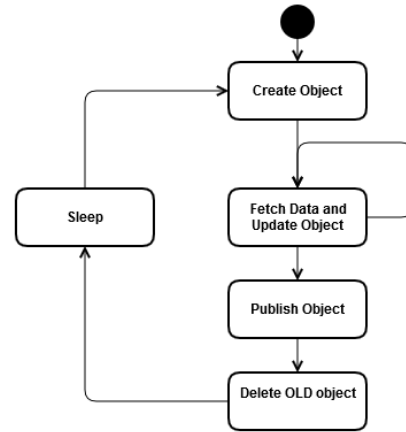 Create Object
Sleep
Fetch Data and
Update Object
Publish Object
Delete OLD object